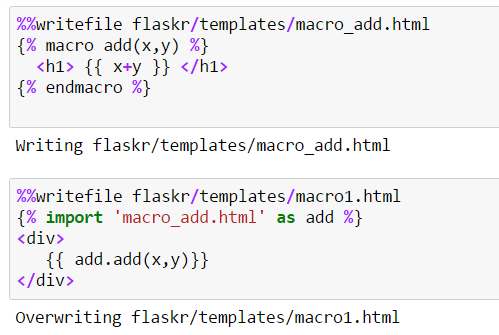 %%writefile flaskr/templates/macro_add.html
{% macro add(x,y) %}
  <h1> {{ x+y }} </h1>
{% endmacro %}
Writing flaskr/templates/macro_add.html
%%writefile flaskr/templates/macro1.html
{% import 'macro_add.html' as add %}
<div>
   {{ add.add(x,y)}}
</div>
Overwriting flaskr/templates/macro1.html